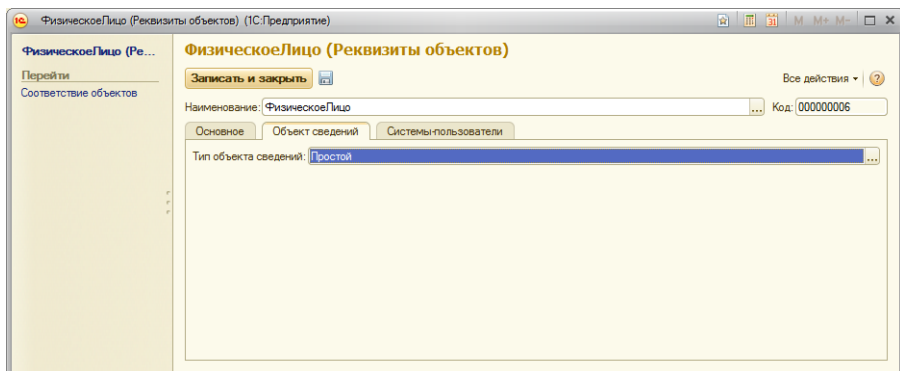 ФизическоеЛицо (Реквизиты объектов) (1С:Предприятие)
M M+ M-
ФизическоеЛицо (Ре...
Перейти
Соответствие объектов
ФизическоеЛицо (Реквизиты объектов)
Записать и закрыть
Все действия
Наименование: ФизическоеЛицо ... Код: 000000006
Основное Объект сведений Системы-пользователи
Тип объекта сведений: Простой ...